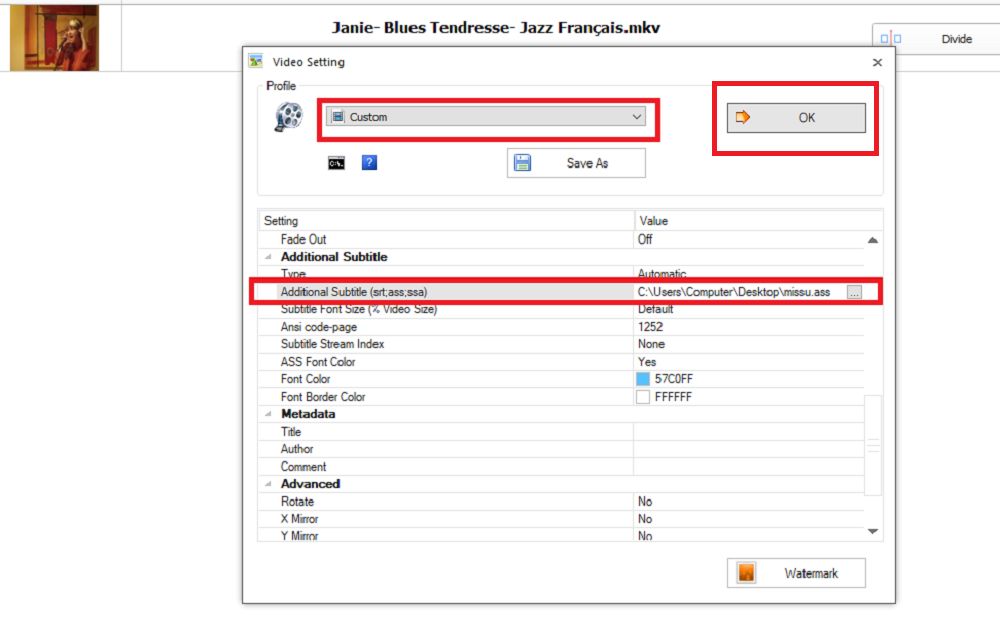 Janie- Blues Tendresse- Jazz Français.mkv
Divide
Video Setting
Profile
Custom
OK
C:\.
?
Save As
Setting Value
Fade Out Off
Additional Subtitle
Type Automatic
Additional Subtitle (srt;ass;ssa) C:\Users\Computer\Desktop\missu.ass ...
Subtitle Font Size (% Video Size) Default
Ansi code-page 1252
Subtitle Stream Index None
ASS Font Color Yes
Font Color 57C0FF
Font Border Color FFFFFF
Metadata
Title
Author
Comment
Advanced
Rotate No
X Mirror No
Y Mirror No
Watermark